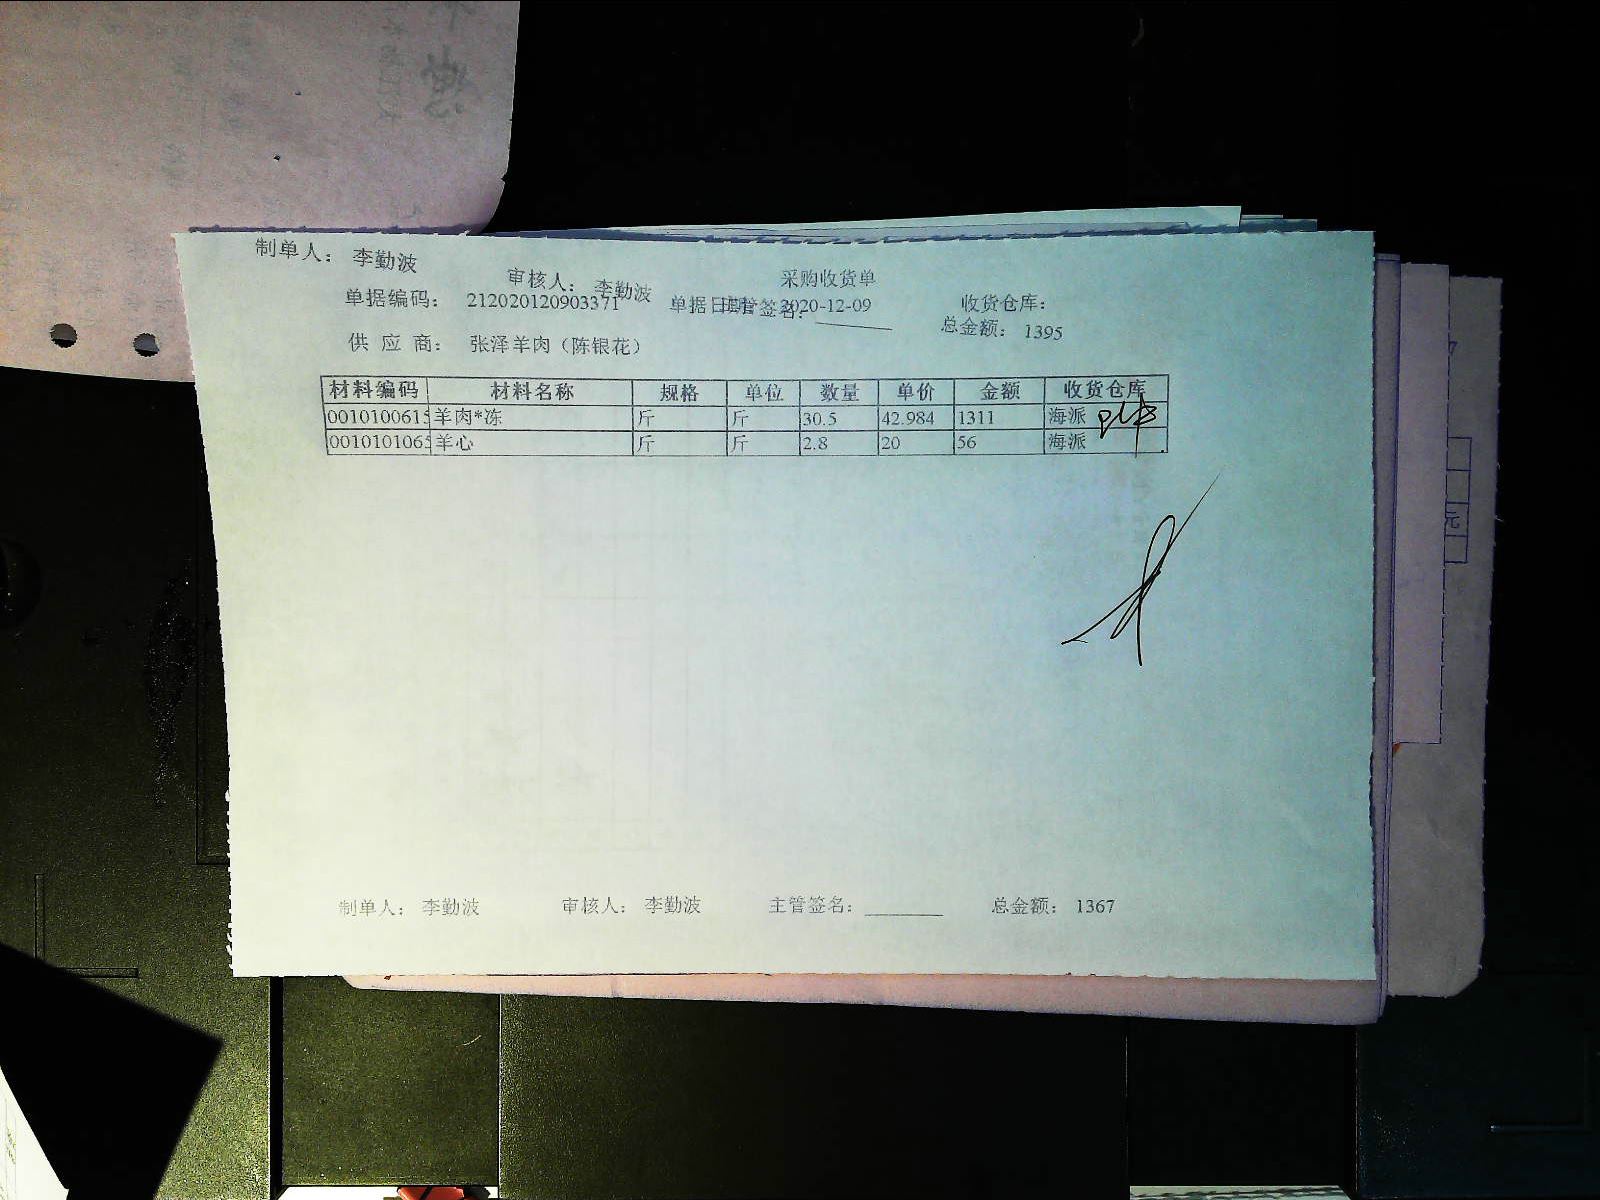 制单人： 李勤波
审核人： 李勤波
采购收货单
单据编码： 212020120903371 单据日期： 2020-12-09 收货仓库：
主管签名：________ 总金额： 1395
供 应 商： 张泽羊肉（陈银花）
材料编码 材料名称 规格 单位 数量 单价 金额 收货仓库
0010100615 羊肉*冻 斤 斤 30.5 42.984 1311 海派
0010101065 羊心 斤 斤 2.8 20 56 海派
元
制单人： 李勤波 审核人： 李勤波 主管签名：________ 总金额： 1367